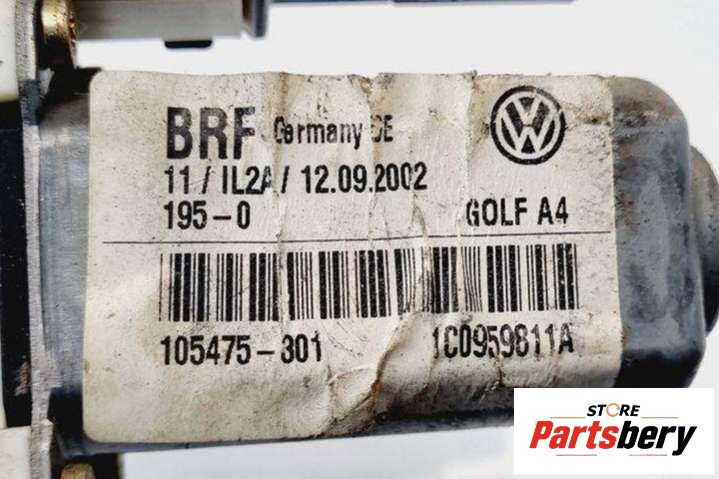 BRF Germany CE
11 / IL2A / 12.09.2002
195-0 GOLF A4
105475-301 1C0959811A
STORE
Partsbery